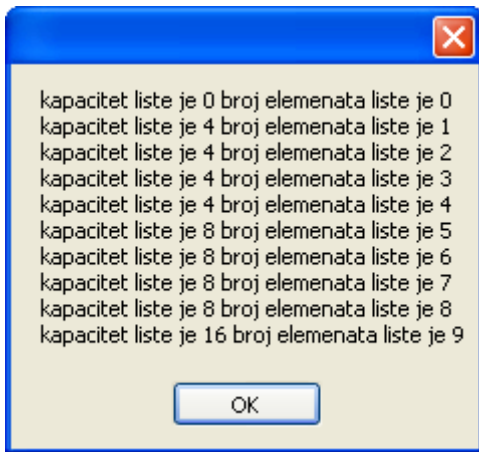 kapacitet liste je 0 broj elemenata liste je 0
kapacitet liste je 4 broj elemenata liste je 1
kapacitet liste je 4 broj elemenata liste je 2
kapacitet liste je 4 broj elemenata liste je 3
kapacitet liste je 4 broj elemenata liste je 4
kapacitet liste je 8 broj elemenata liste je 5
kapacitet liste je 8 broj elemenata liste je 6
kapacitet liste je 8 broj elemenata liste je 7
kapacitet liste je 8 broj elemenata liste je 8
kapacitet liste je 16 broj elemenata liste je 9
OK